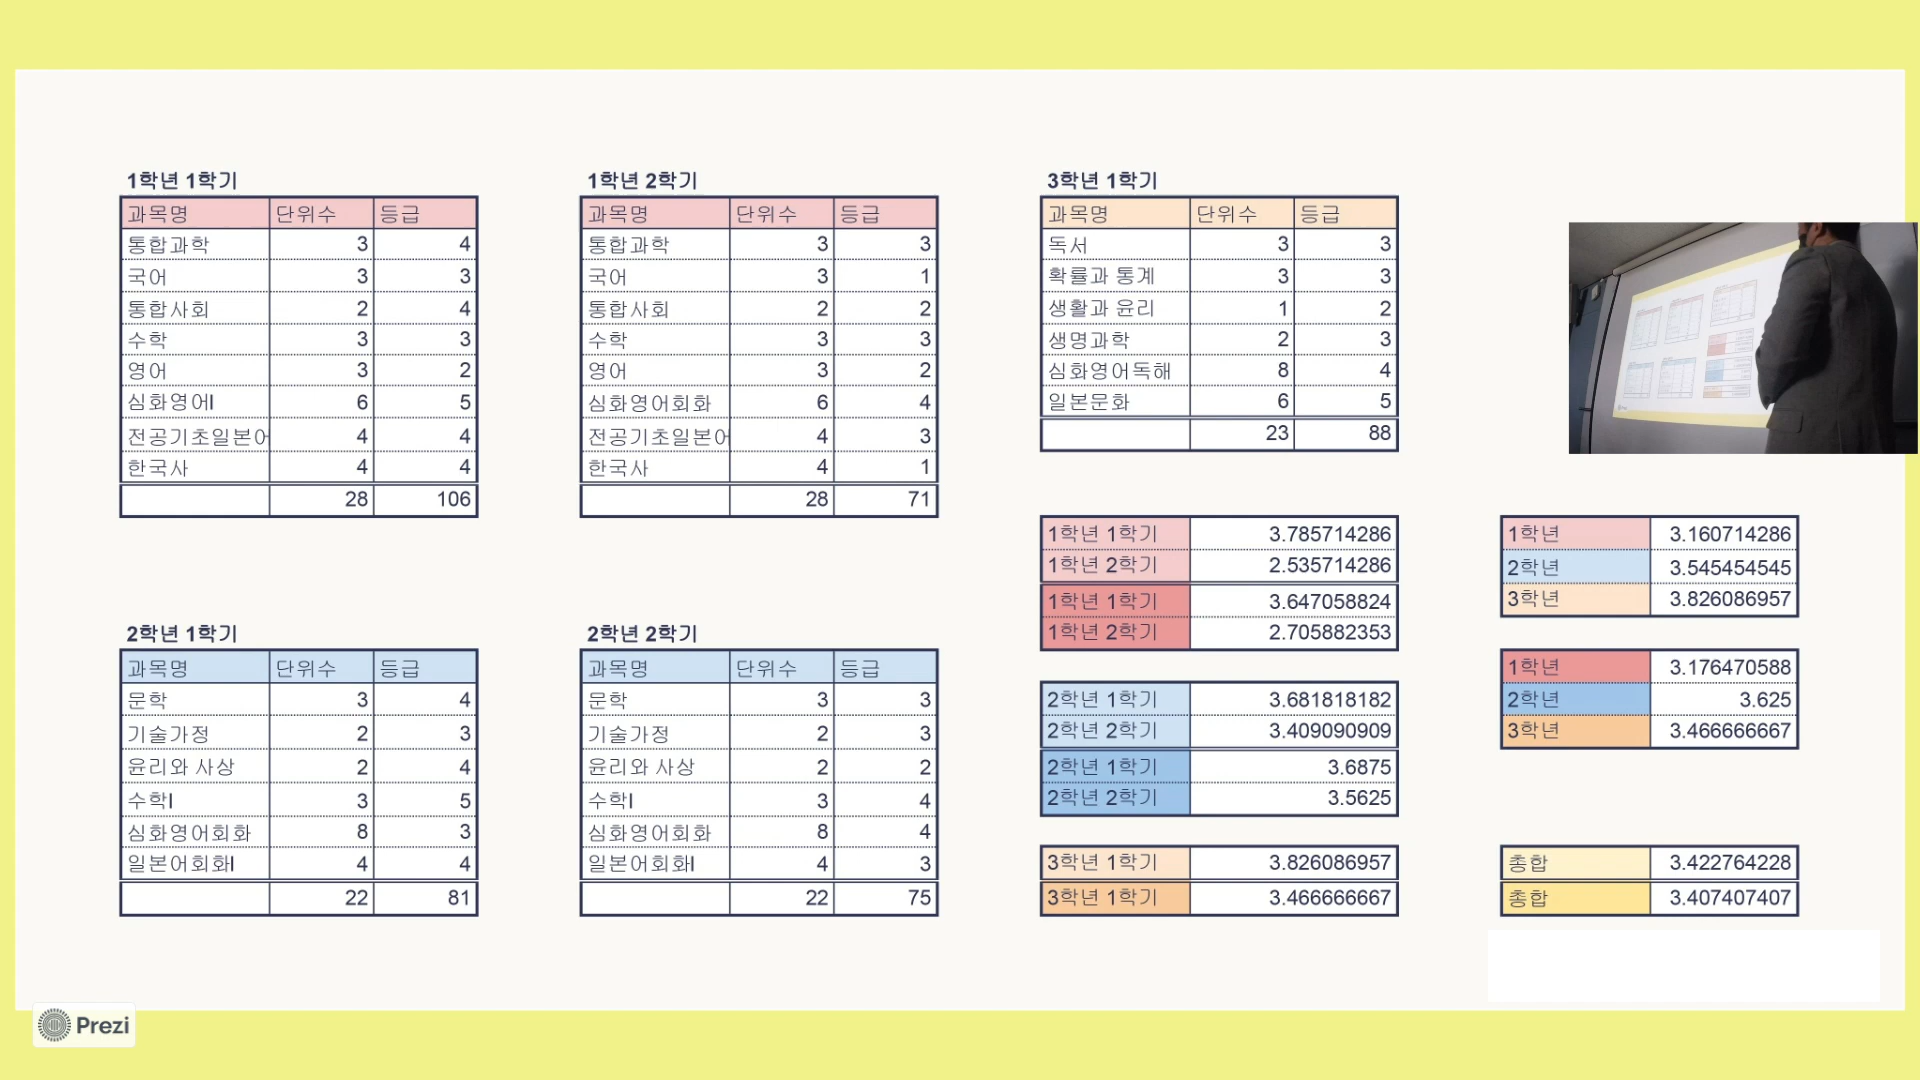 1학년 1학기
과목명 단위수 등급
통합과학 3 4
국어 3 3
통합사회 2 4
수학 3 3
영어 3 2
심화영어I 6 5
전공기초일본어 4 4
한국사 4 4
28 106
1학년 2학기
과목명 단위수 등급
통합과학 3 3
국어 3 1
통합사회 2 2
수학 3 3
영어 3 2
심화영어회화 6 4
전공기초일본어 4 3
한국사 4 1
28 71
3학년 1학기
과목명 단위수 등급
독서 3 3
확률과 통계 3 3
생활과 윤리 1 2
생명과학 2 3
심화영어독해 8 4
일본문화 6 5
23 88
2학년 1학기
과목명 단위수 등급
문학 3 4
기술가정 2 3
윤리와 사상 2 4
수학I 3 5
심화영어회화 8 3
일본어회화I 4 4
22 81
2학년 2학기
과목명 단위수 등급
문학 3 3
기술가정 2 3
윤리와 사상 2 2
수학I 3 4
심화영어회화 8 4
일본어회화I 4 3
22 75
1학년 1학기 3.785714286
1학년 2학기 2.535714286
1학년 1학기 3.647058824
1학년 2학기 2.705882353
2학년 1학기 3.681818182
2학년 2학기 3.409090909
2학년 1학기 3.6875
2학년 2학기 3.5625
3학년 1학기 3.826086957
3학년 1학기 3.466666667
1학년 3.160714286
2학년 3.545454545
3학년 3.826086957
1학년 3.176470588
2학년 3.625
3학년 3.466666667
총합 3.422764228
총합 3.407407407
Prezi